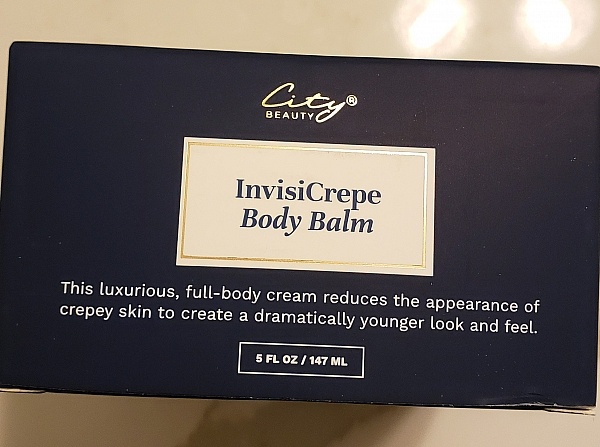 City®
BEAUTY
InvisiCrepe
Body Balm
This luxurious, full-body cream reduces the appearance of
crepey skin to create a dramatically younger look and feel.
5 FL OZ / 147 ML